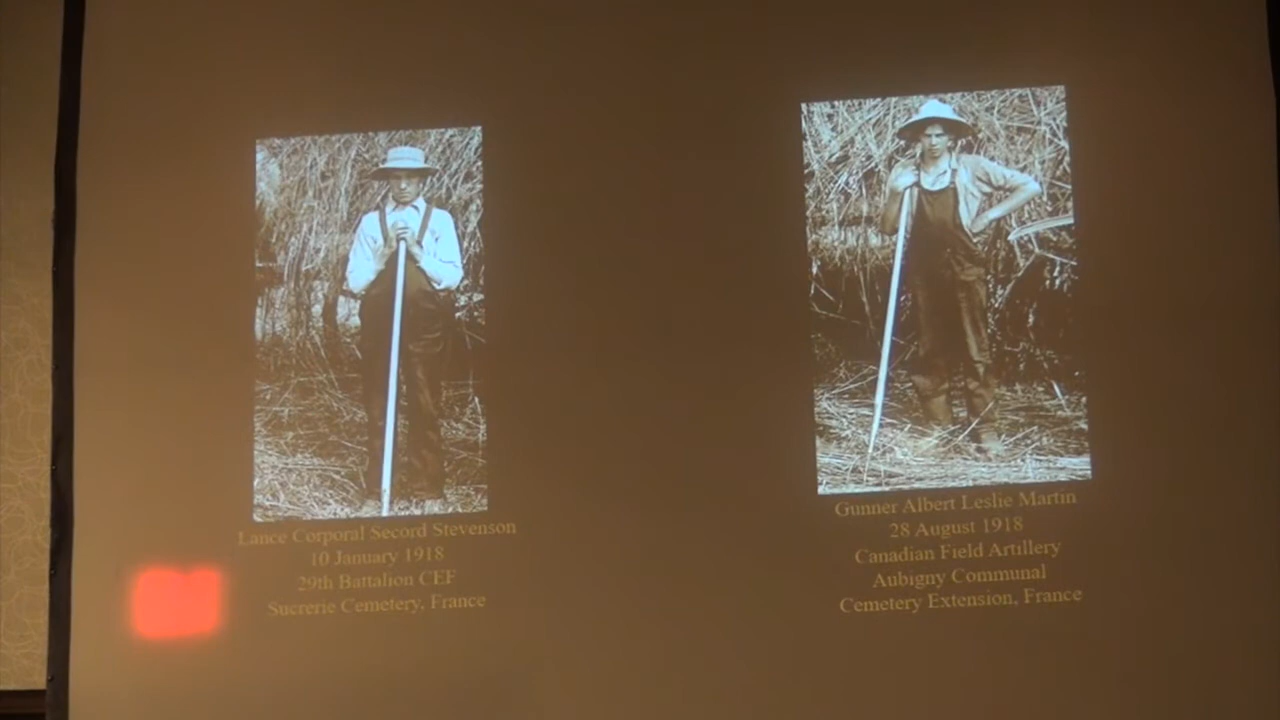 Lance Corporal Secord Stevenson
10 January 1918
29th Battalion CEF
Sucrerie Cemetery, France
Gunner Albert Leslie Martin
28 August 1918
Canadian Field Artillery
Aubigny Communal
Cemetery Extension, France